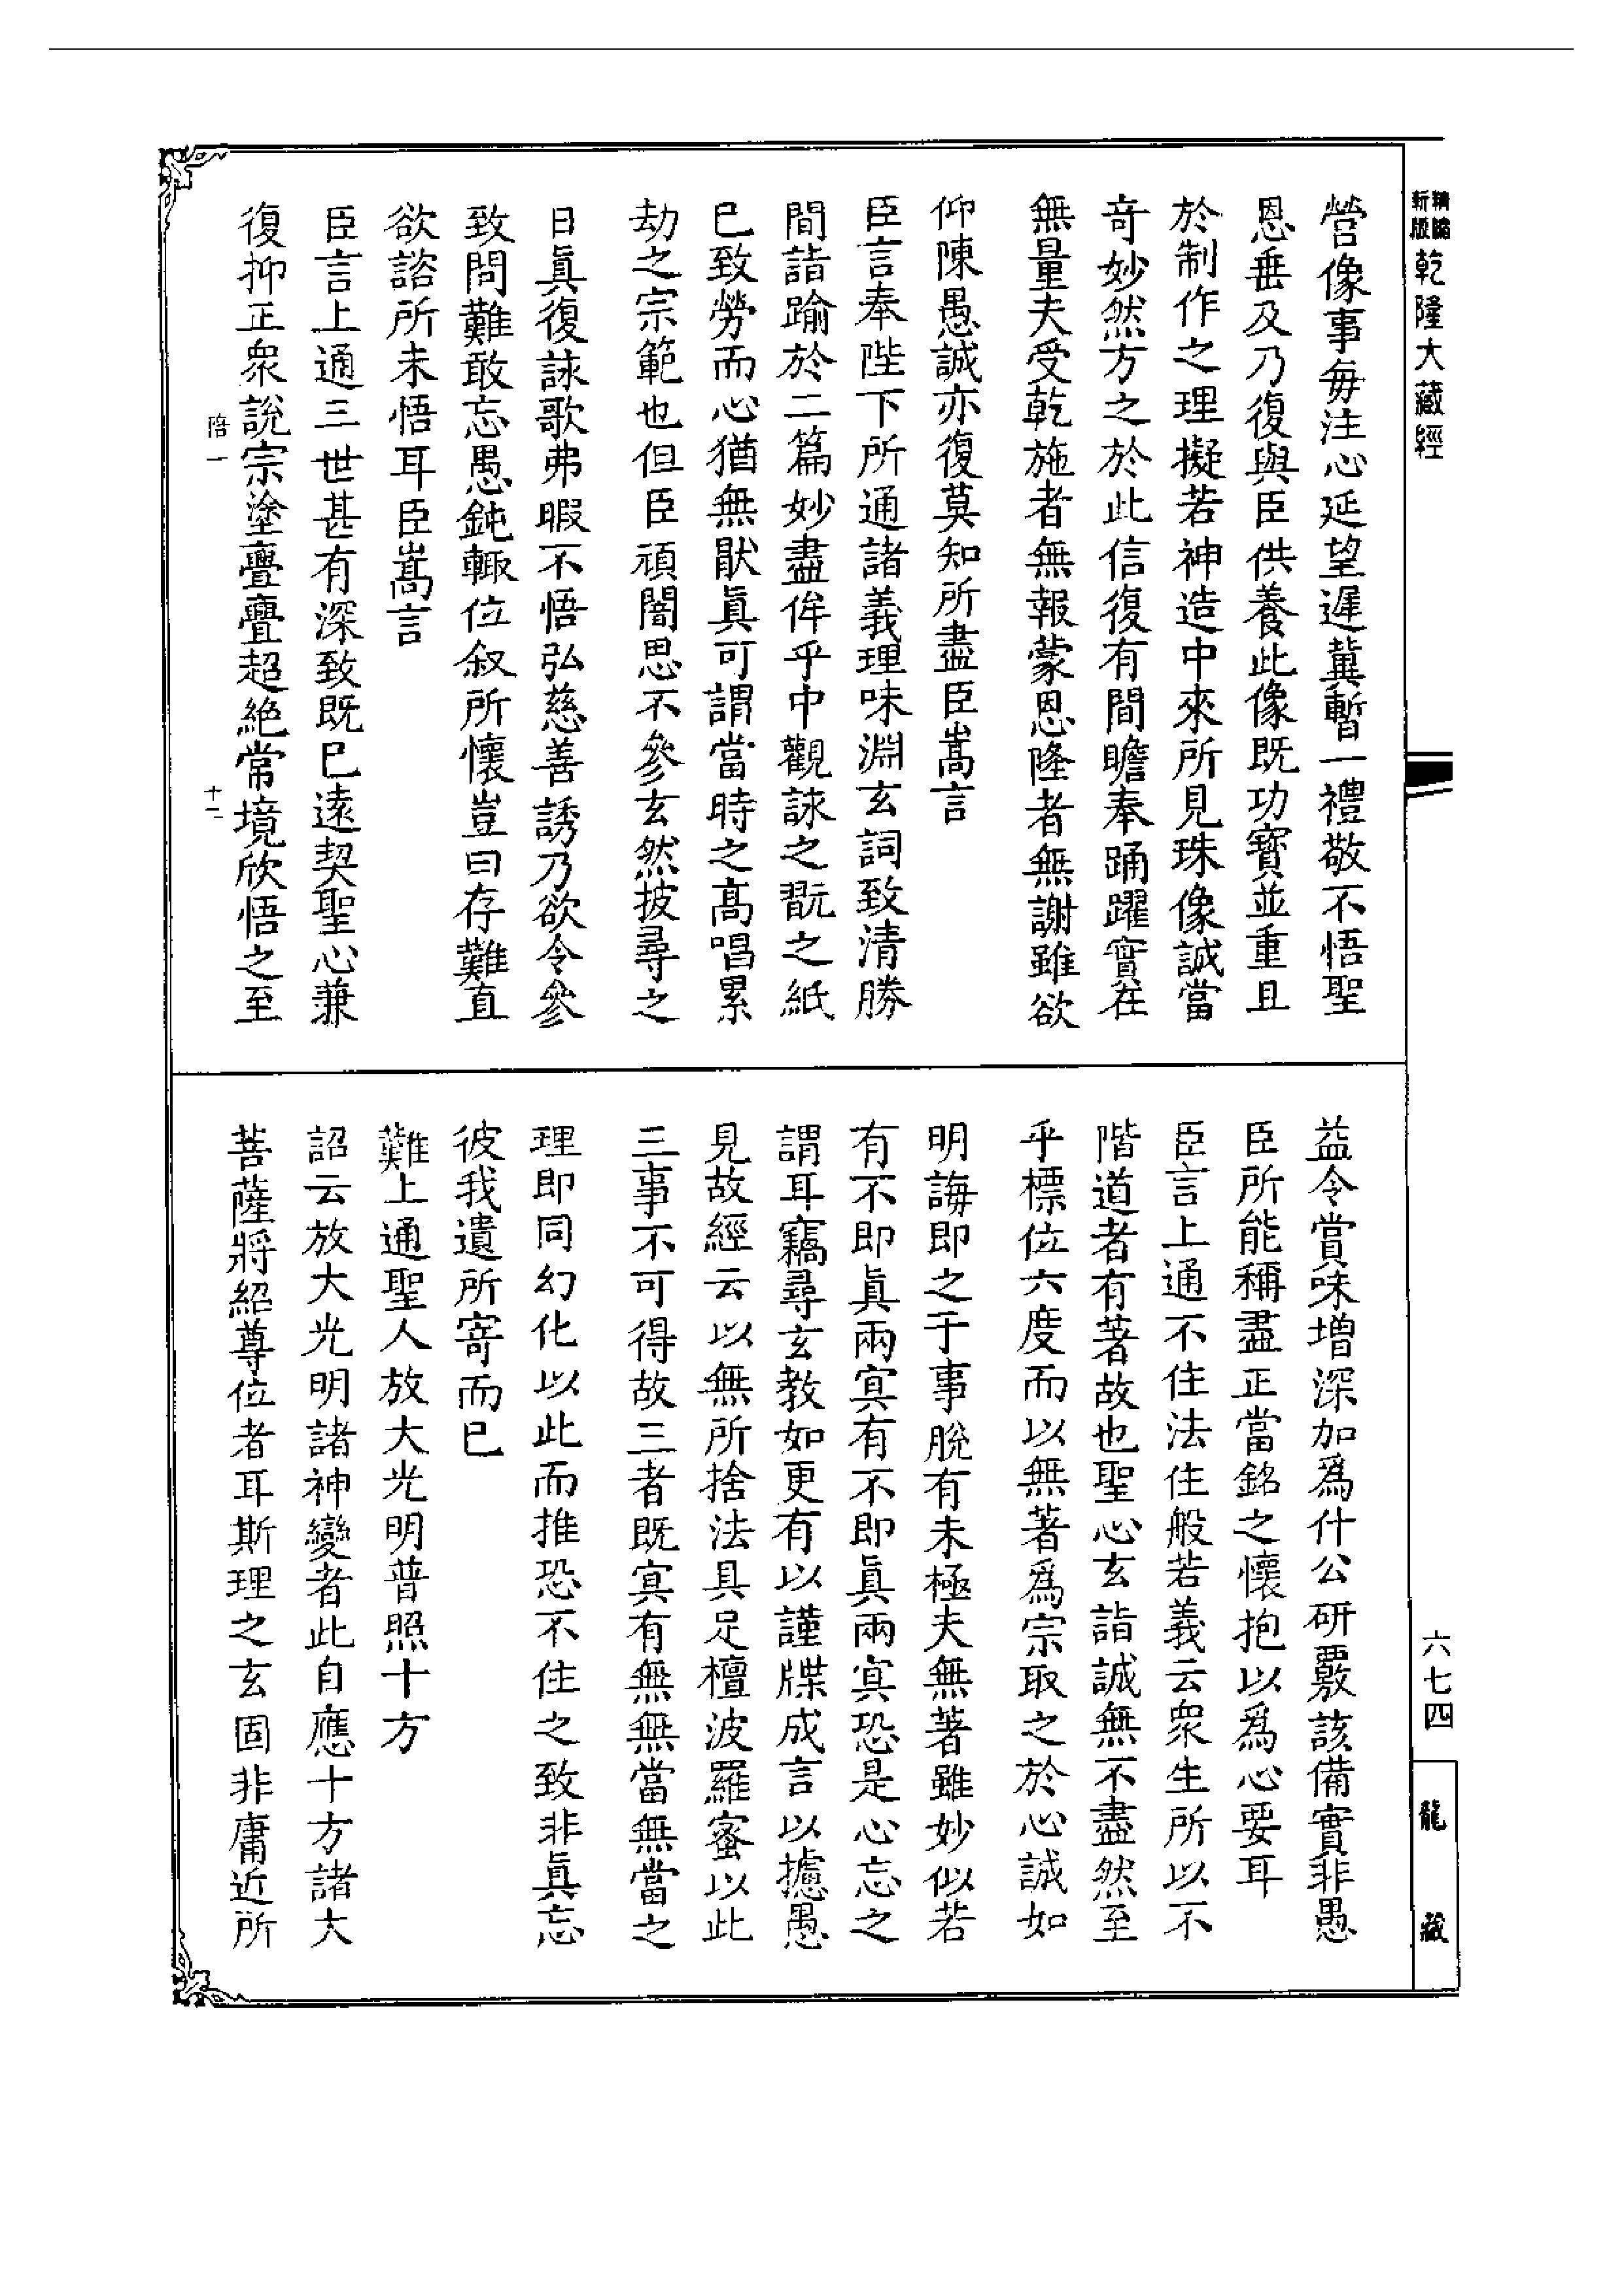 精縮新版乾隆大藏經
營像事每注心延望遲冀暫一禮敬不悟聖
恩垂及乃復與臣供養此像既功寶並重且
於制作之理擬若神造中來所見珠像誠當
奇妙然方之於此信復有間瞻奉踊躍實在
無量夫受乾施者無報蒙恩隆者無謝雖欲
仰陳愚誠亦復莫知所盡臣嵩言
臣言奉陛下所通諸義理味淵玄詞致清勝
間詣踰於二篇妙盡侔乎中觀詠之翫之紙
已致勞而心猶無猒眞可謂當時之高唱累
劫之宗範也但臣頑闇思不參玄然披尋之
日眞復詠歌弗暇不悟弘慈善誘乃欲令參
致問難敢忘愚鈍輙位叙所懷豈曰存難直
欲諮所未悟耳臣嵩言
臣言上通三世甚有深致既已遠契聖心兼
復抑正衆說宗塗亹亹超絶常境欣悟之至
陪一
十二
益令賞味增深加爲什公研覈該備實非愚
臣所能稱盡正當銘之懷抱以爲心要耳
臣言上通不住法住般若義云衆生所以不
階道者有著故也聖心玄詣誠無不盡然至
乎標位六度而以無著爲宗取之於心誠如
明誨即之于事脫有未極夫無著雖妙似若
有不即眞兩冥有不即眞兩冥恐是心忘之
謂耳竊尋玄教如更有以謹牒成言以攄愚
見故經云以無所捨法具足檀波羅蜜以此
三事不可得故三者既冥有無無當無當之
理即同幻化以此而推恐不住之致非眞忘
彼我遺所寄而已
難上通聖人放大光明普照十方
詔云放大光明諸神變者此自應十方諸大
菩薩將紹尊位者耳斯理之玄固非庸近所
六七四
龍藏